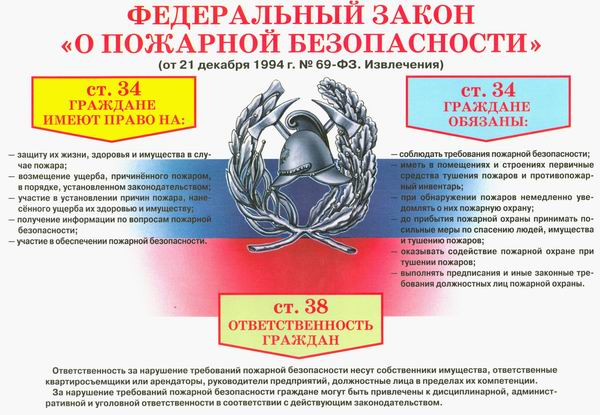 ФЕДЕРАЛЬНЫЙ ЗАКОН
«О ПОЖАРНОЙ БЕЗОПАСНОСТИ»
(от 21 декабря 1994 г. № 69-ФЗ. Извлечения)
ст. 34
ГРАЖДАНЕ
ИМЕЮТ ПРАВО НА:
— защиту их жизни, здоровья и имущества в слу-
чае пожара;
— возмещение ущерба, причинённого пожаром,
в порядке, установленном законодательством;
— участие в установлении причин пожара, нане-
сённого ущерба их здоровью и имуществу;
— получение информации по вопросам пожарной
безопасности;
— участие в обеспечении пожарной безопасности.
ст. 34
ГРАЖДАНЕ
ОБЯЗАНЫ:
— соблюдать требования пожарной безопасности;
— иметь в помещениях и строениях первичные
средства тушения пожаров и противопожар-
ный инвентарь;
— при обнаружении пожаров немедленно уве-
домлять о них пожарную охрану;
— до прибытия пожарной охраны принимать по-
сильные меры по спасению людей, имущества
и тушению пожаров;
— оказывать содействие пожарной охране при
тушении пожаров;
— выполнять предписания и иные законные тре-
бования должностных лиц пожарной охраны.
ст. 38
ОТВЕТСТВЕННОСТЬ
ГРАЖДАН
Ответственность за нарушение требований пожарной безопасности несут собственники имущества, ответственные
квартиросъемщики или арендаторы, руководители предприятий, должностные лица в пределах их компетенции.
За нарушение требований пожарной безопасности граждане могут быть привлечены к дисциплинарной, админи-
стративной и уголовной ответственности в соответствии с действующим законодательством.